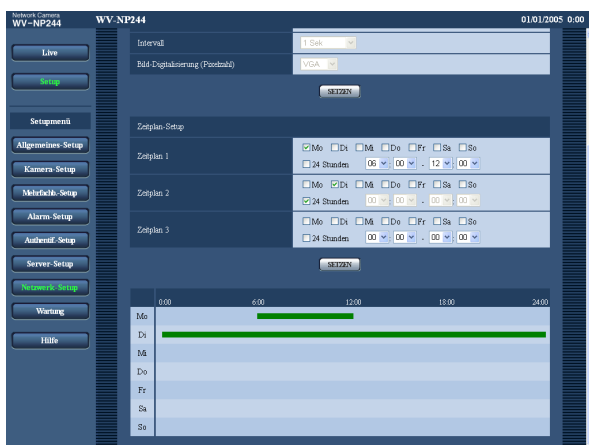 Network Camera
WV-NP244
WV-NP244 01/01/2005 0:00
Live
Setup
Setupmenü
Allgemeines-Setup
Kamera-Setup
Mehrfachb.-Setup
Alarm-Setup
Authentif.-Setup
Server-Setup
Netzwerk-Setup
Wartung
Hilfe
Intervall 1 Sek
Bild-Digitalisierung (Pixelzahl) VGA
SETZEN
Zeitplan-Setup
Zeitplan 1 Mo Di Mi Do Fr Sa So
24 Stunden 06 : 00 - 12 : 00
Zeitplan 2 Mo Di Mi Do Fr Sa So
24 Stunden 00 : 00 - 00 : 00
Zeitplan 3 Mo Di Mi Do Fr Sa So
24 Stunden 00 : 00 - 00 : 00
SETZEN
0:00 6:00 12:00 18:00 24:00
Mo
Di
Mi
Do
Fr
Sa
So